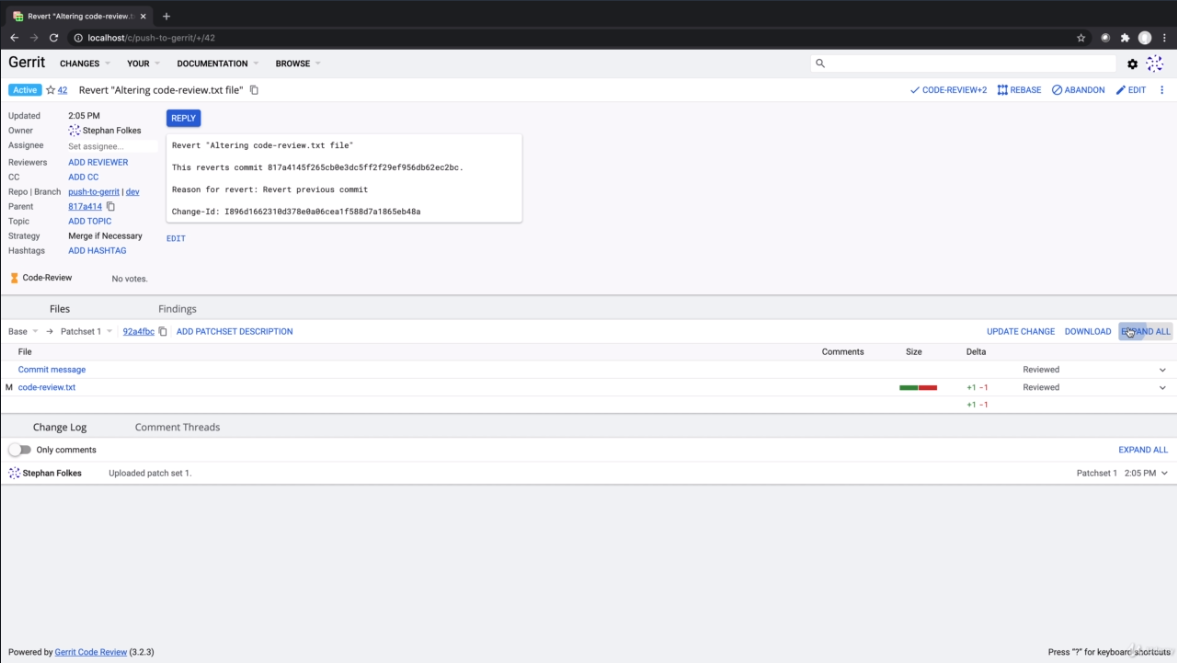 Revert "Altering code-review.t
localhost/c/push-to-gerrit/+/42
Gerrit CHANGES YOUR DOCUMENTATION BROWSE
Active 42 Revert "Altering code-review.txt file" CODE-REVIEW+2 REBASE ABANDON EDIT
Updated 2:05 PM
Owner Stephan Folkes
Assignee Set assignee...
Reviewers ADD REVIEWER
CC ADD CC
Repo | Branch push-to-gerrit | dev
Parent 817a414
Topic ADD TOPIC
Strategy Merge if Necessary
Hashtags ADD HASHTAG
REPLY
Revert "Altering code-review.txt file"
This reverts commit 817a4145f265cb0e3dc5ff2f29ef956db62ec2bc.
Reason for revert: Revert previous commit
Change-Id: I896d1662310d378e0a06cea1f588d7a1865eb48a
EDIT
Code-Review No votes.
Files Findings
Base → Patchset 1 92a4fbc ADD PATCHSET DESCRIPTION UPDATE CHANGE DOWNLOAD EXPAND ALL
File Comments Size Delta
Commit message Reviewed
M code-review.txt +1 -1 Reviewed
+1 -1
Change Log Comment Threads
Only comments EXPAND ALL
Stephan Folkes Uploaded patch set 1. Patchset 1 2:05 PM
Powered by Gerrit Code Review (3.2.3) Press "?" for keyboard shortcuts